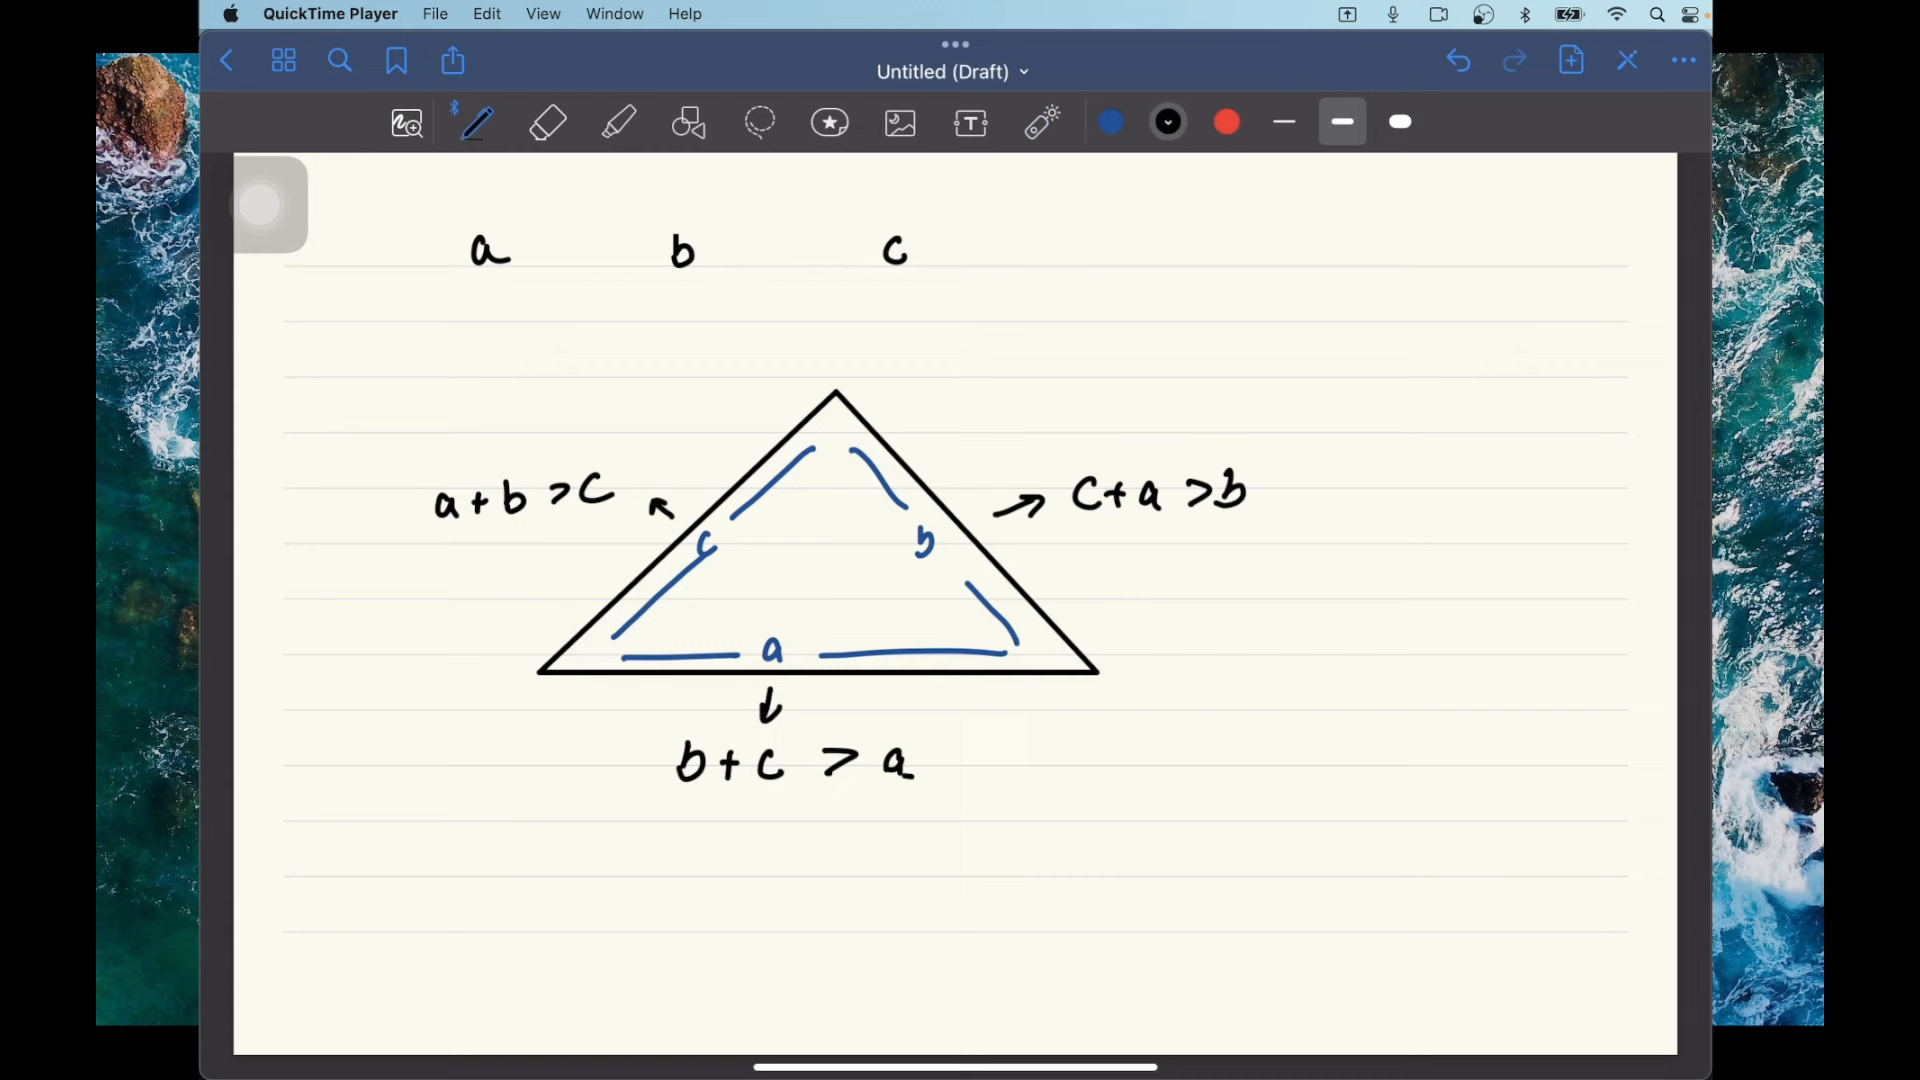 QuickTime Player File Edit View Window Help
Untitled (Draft)
T
a b c
a + b > c
c + a > b
c
b
a
b + c > a